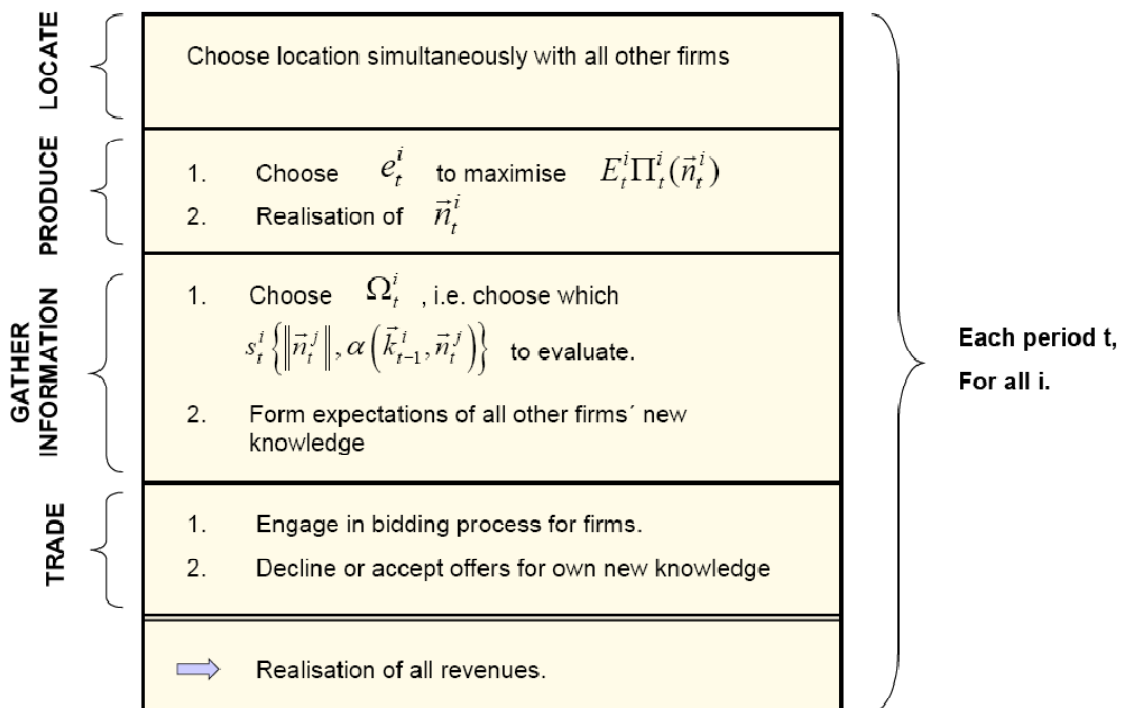 LOCATE
Choose location simultaneously with all other firms
PRODUCE
1. Choose e_t^i to maximise E_t^i Π_t^i (n⃗_t^i)
2. Realisation of n⃗_t^i
GATHER
INFORMATION
1. Choose Ω_t^i , i.e. choose which
s_t^i {‖n⃗_t^j‖, α(k⃗_{t-1}^i, n⃗_t^j)} to evaluate.
2. Form expectations of all other firms´ new
knowledge
TRADE
1. Engage in bidding process for firms.
2. Decline or accept offers for own new knowledge
Realisation of all revenues.
Each period t,
For all i.